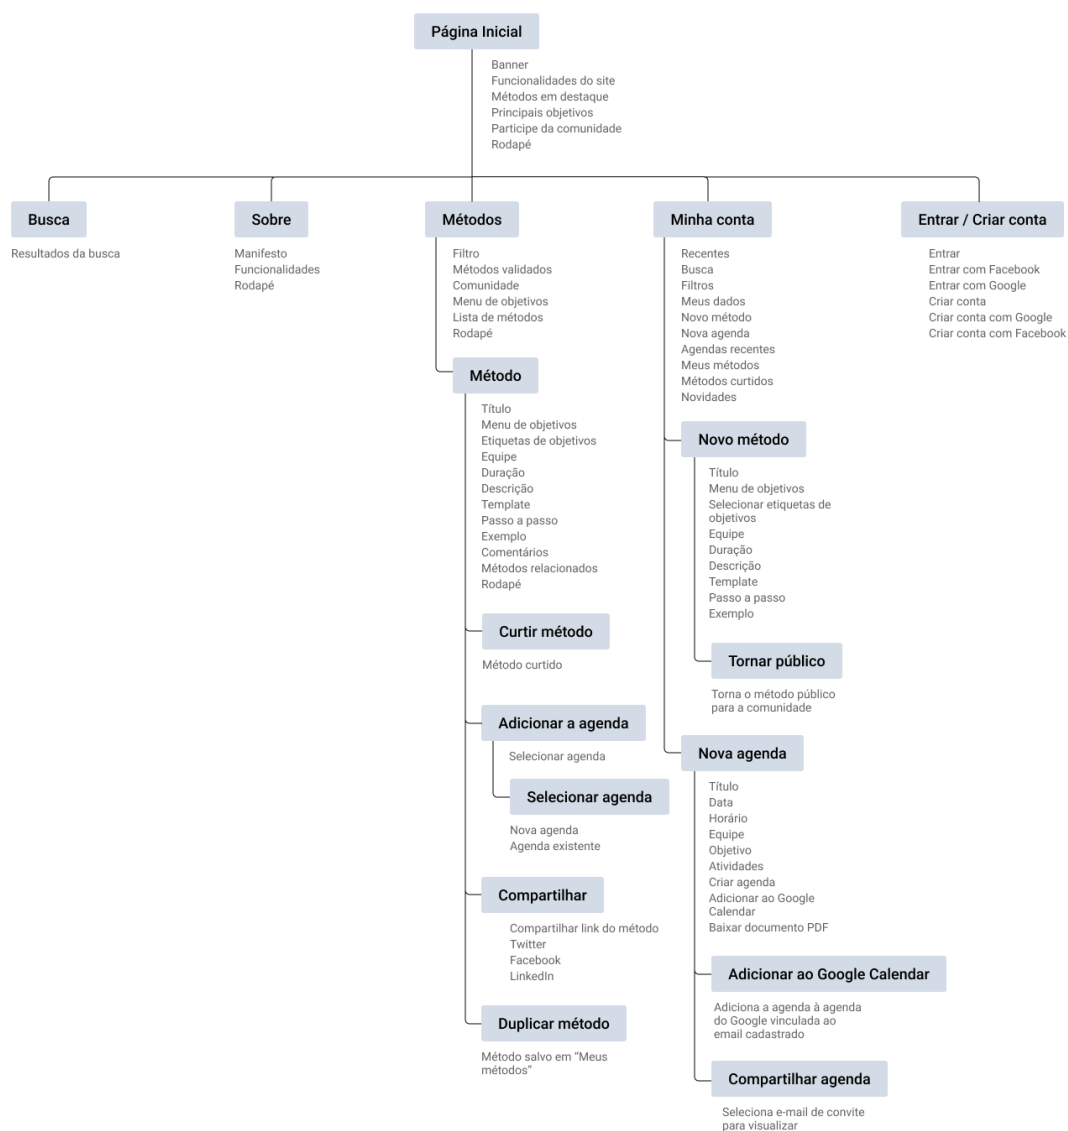 Página Inicial
Banner
Funcionalidades do site
Métodos em destaque
Principais objetivos
Participe da comunidade
Rodapé
Busca
Resultados da busca
Sobre
Manifesto
Funcionalidades
Rodapé
Métodos
Filtro
Métodos validados
Comunidade
Menu de objetivos
Lista de métodos
Rodapé
Método
Título
Menu de objetivos
Etiquetas de objetivos
Equipe
Duração
Descrição
Template
Passo a passo
Exemplo
Comentários
Métodos relacionados
Rodapé
Curtir método
Método curtido
Adicionar a agenda
Selecionar agenda
Selecionar agenda
Nova agenda
Agenda existente
Compartilhar
Compartilhar link do método
Twitter
Facebook
LinkedIn
Duplicar método
Método salvo em “Meus
métodos”
Minha conta
Recentes
Busca
Filtros
Meus dados
Novo método
Nova agenda
Agendas recentes
Meus métodos
Métodos curtidos
Novidades
Novo método
Título
Menu de objetivos
Selecionar etiquetas de
objetivos
Equipe
Duração
Descrição
Template
Passo a passo
Exemplo
Tornar público
Torna o método público
para a comunidade
Nova agenda
Título
Data
Horário
Equipe
Objetivo
Atividades
Criar agenda
Adicionar ao Google
Calendar
Baixar documento PDF
Adicionar ao Google Calendar
Adiciona a agenda à agenda
do Google vinculada ao
email cadastrado
Compartilhar agenda
Seleciona e-mail de convite
para visualizar
Entrar / Criar conta
Entrar
Entrar com Facebook
Entrar com Google
Criar conta
Criar conta com Google
Criar conta com Facebook